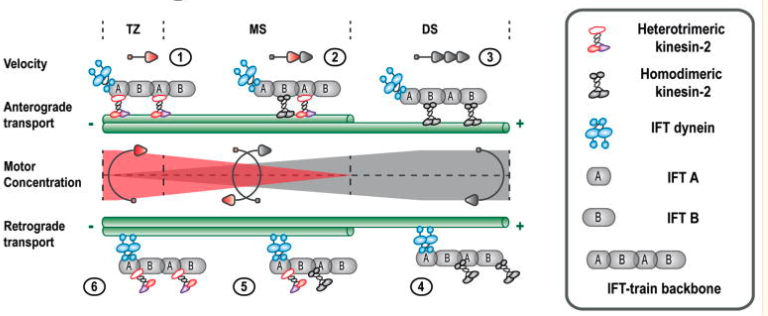 TZ MS DS
Velocity 1 2 3
A B A B A B A B A B A B
Anterograde
transport - +
Motor
Concentration
Retrograde
transport - +
A B A B A B A B A B A B
6 5 4
Heterotrimeric
kinesin-2
Homodimeric
kinesin-2
IFT dynein
A IFT A
B IFT B
A B A B
IFT-train backbone